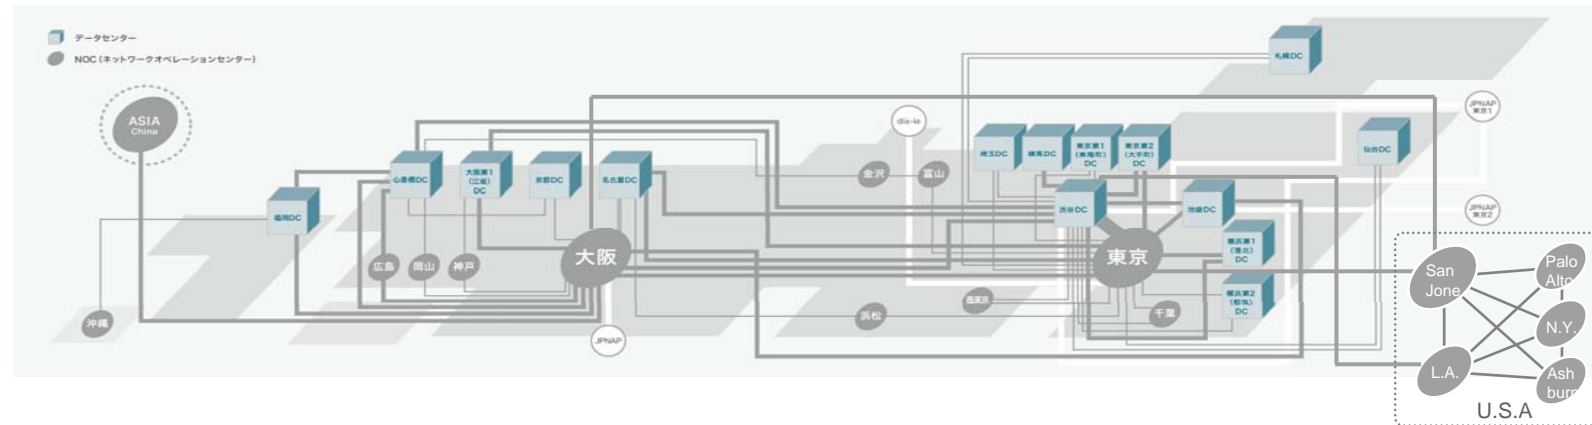 データセンター
NOC(ネットワークオペレーションセンター)
札幌DC
ASIA
China
JPNAP
東京1
dix-ie
心斎橋DC
大阪第1
(江坂)
DC
京都DC
名古屋DC
金沢
富山
埼玉DC
練馬DC
東京第1
(東陽町)
DC
東京第2
(大手町)
DC
仙台DC
福岡DC
渋谷DC
池袋DC
JPNAP
東京2
広島
岡山
神戸
大阪
東京
横浜第1
(港北)
DC
San
Jone
Palo
Alto
沖縄
浜松
西東京
千葉
横浜第2
(都筑)
DC
N.Y.
JPNAP
L.A.
Ash
burn
U.S.A